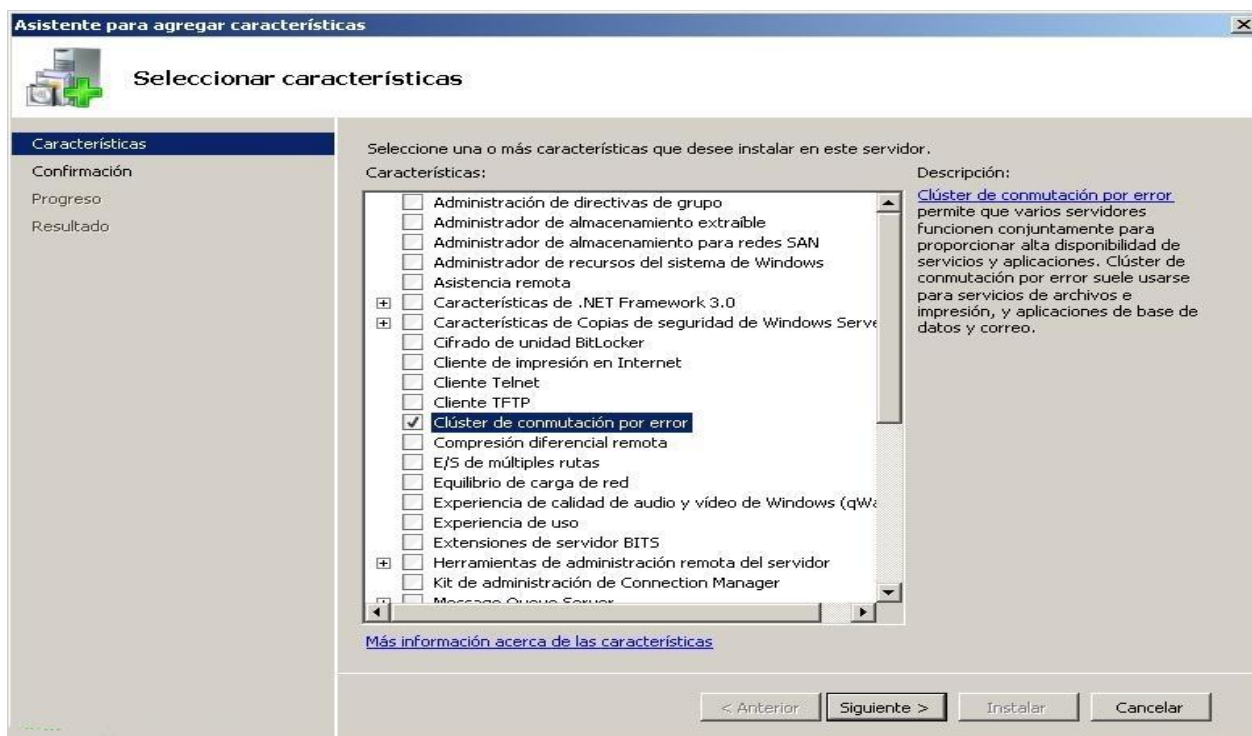 Asistente para agregar características
Seleccionar características
Características
Confirmación
Progreso
Resultado
Seleccione una o más características que desee instalar en este servidor.
Características:
Administración de directivas de grupo
Administrador de almacenamiento extraíble
Administrador de almacenamiento para redes SAN
Administrador de recursos del sistema de Windows
Asistencia remota
Características de .NET Framework 3.0
Características de Copias de seguridad de Windows Serve
Cifrado de unidad BitLocker
Cliente de impresión en Internet
Cliente Telnet
Cliente TFTP
Clúster de conmutación por error
Compresión diferencial remota
E/S de múltiples rutas
Equilibrio de carga de red
Experiencia de calidad de audio y vídeo de Windows (qWa
Experiencia de uso
Extensiones de servidor BITS
Herramientas de administración remota del servidor
Kit de administración de Connection Manager
Message Queue Server
Más información acerca de las características
Descripción:
Clúster de conmutación por error
permite que varios servidores
funcionen conjuntamente para
proporcionar alta disponibilidad de
servicios y aplicaciones. Clúster de
conmutación por error suele usarse
para servicios de archivos e
impresión, y aplicaciones de base de
datos y correo.
< Anterior
Siguiente >
Instalar
Cancelar